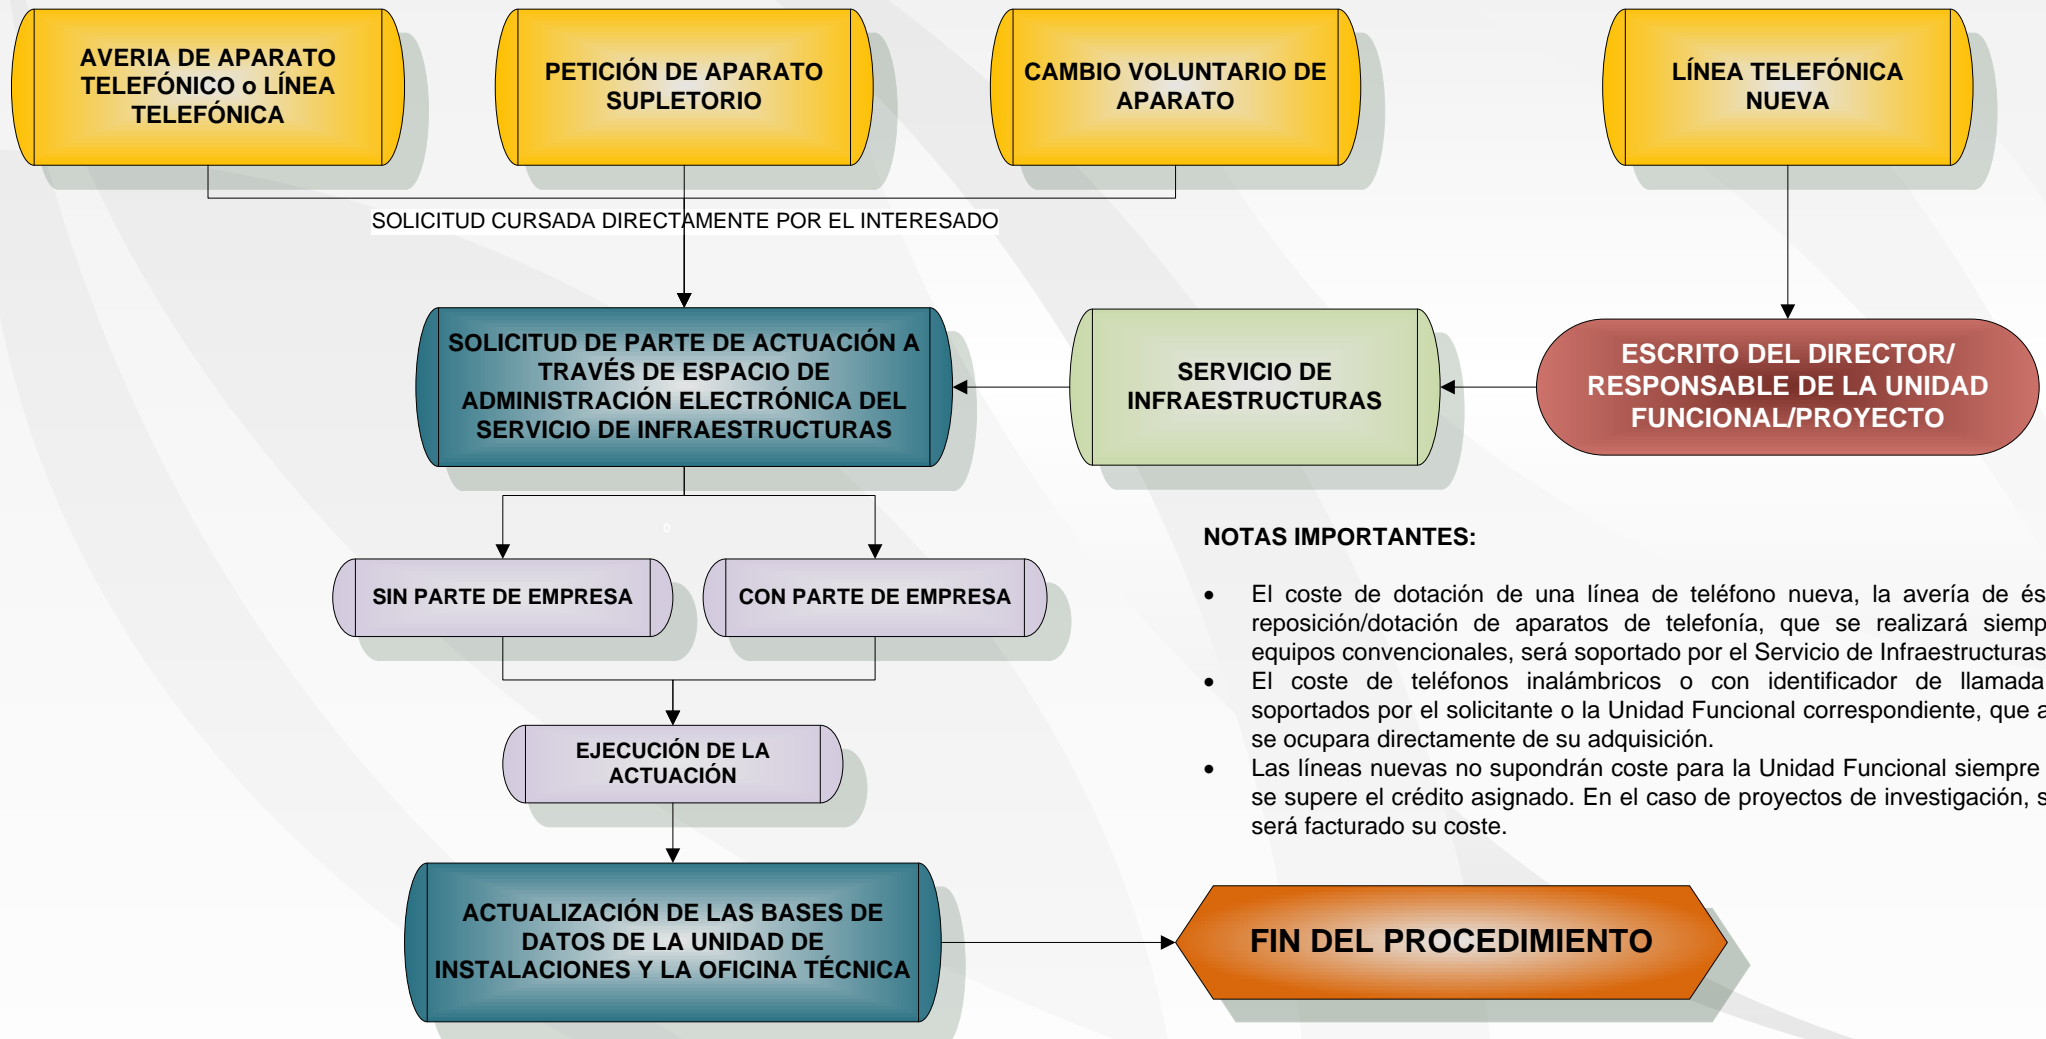 AVERIA DE APARATO
TELEFÓNICO o LÍNEA
TELEFÓNICA
PETICIÓN DE APARATO
SUPLETORIO
CAMBIO VOLUNTARIO DE
APARATO
LÍNEA TELEFÓNICA
NUEVA
SOLICITUD CURSADA DIRECTAMENTE POR EL INTERESADO
SOLICITUD DE PARTE DE ACTUACIÓN A
TRAVÉS DE ESPACIO DE
ADMINISTRACIÓN ELECTRÓNICA DEL
SERVICIO DE INFRAESTRUCTURAS
SERVICIO DE
INFRAESTRUCTURAS
ESCRITO DEL DIRECTOR/
RESPONSABLE DE LA UNIDAD
FUNCIONAL/PROYECTO
0
SIN PARTE DE EMPRESA
CON PARTE DE EMPRESA
EJECUCIÓN DE LA
ACTUACIÓN
NOTAS IMPORTANTES:
• El coste de dotación de una línea de teléfono nueva, la avería de
reposición/dotación de aparatos de telefonía, que se realizará
equipos convencionales, será soportado por el Servicio de Infraestructuras
• El coste de teléfonos inalámbricos o con identificador de llamada
soportados por el solicitante o la Unidad Funcional correspondiente, que
se ocupara directamente de su adquisición.
• Las líneas nuevas no supondrán coste para la Unidad Funcional siempre
se supere el crédito asignado. En el caso de proyectos de investigación,
será facturado su coste.
ACTUALIZACIÓN DE LAS BASES DE
DATOS DE LA UNIDAD DE
INSTALACIONES Y LA OFICINA TÉCNICA
FIN DEL PROCEDIMIENTO